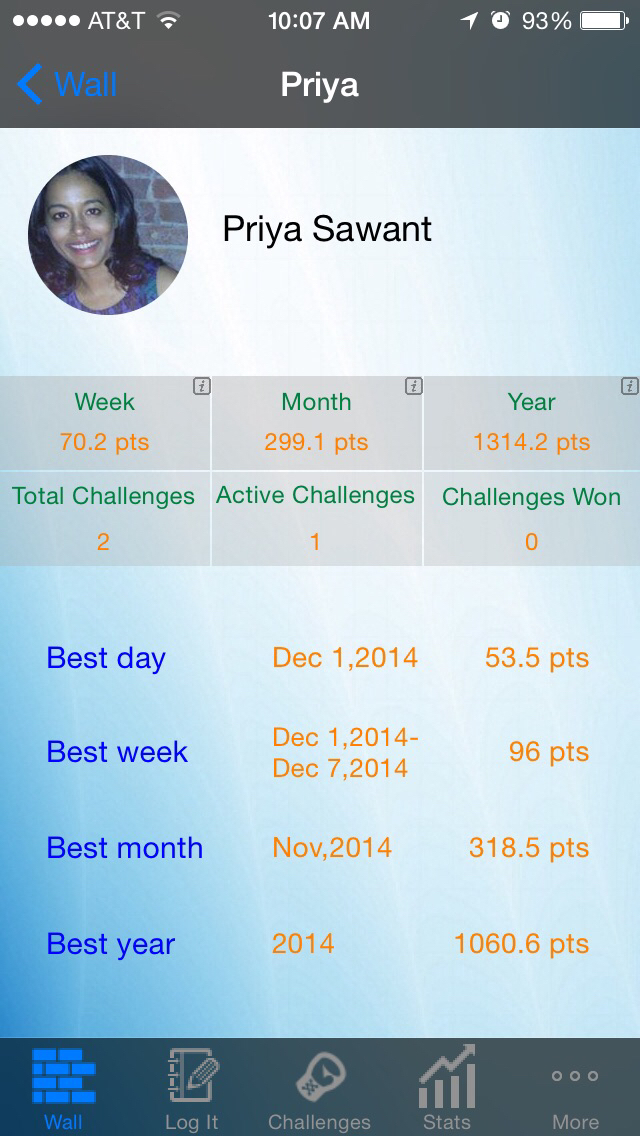 AT&T 10:07 AM 93%
Wall Priya
Priya Sawant
Week Month Year
70.2 pts 299.1 pts 1314.2 pts
Total Challenges Active Challenges Challenges Won
2 1 0
Best day Dec 1,2014 53.5 pts
Best week Dec 1,2014- 96 pts
Dec 7,2014
Best month Nov,2014 318.5 pts
Best year 2014 1060.6 pts
Wall Log It Challenges Stats More